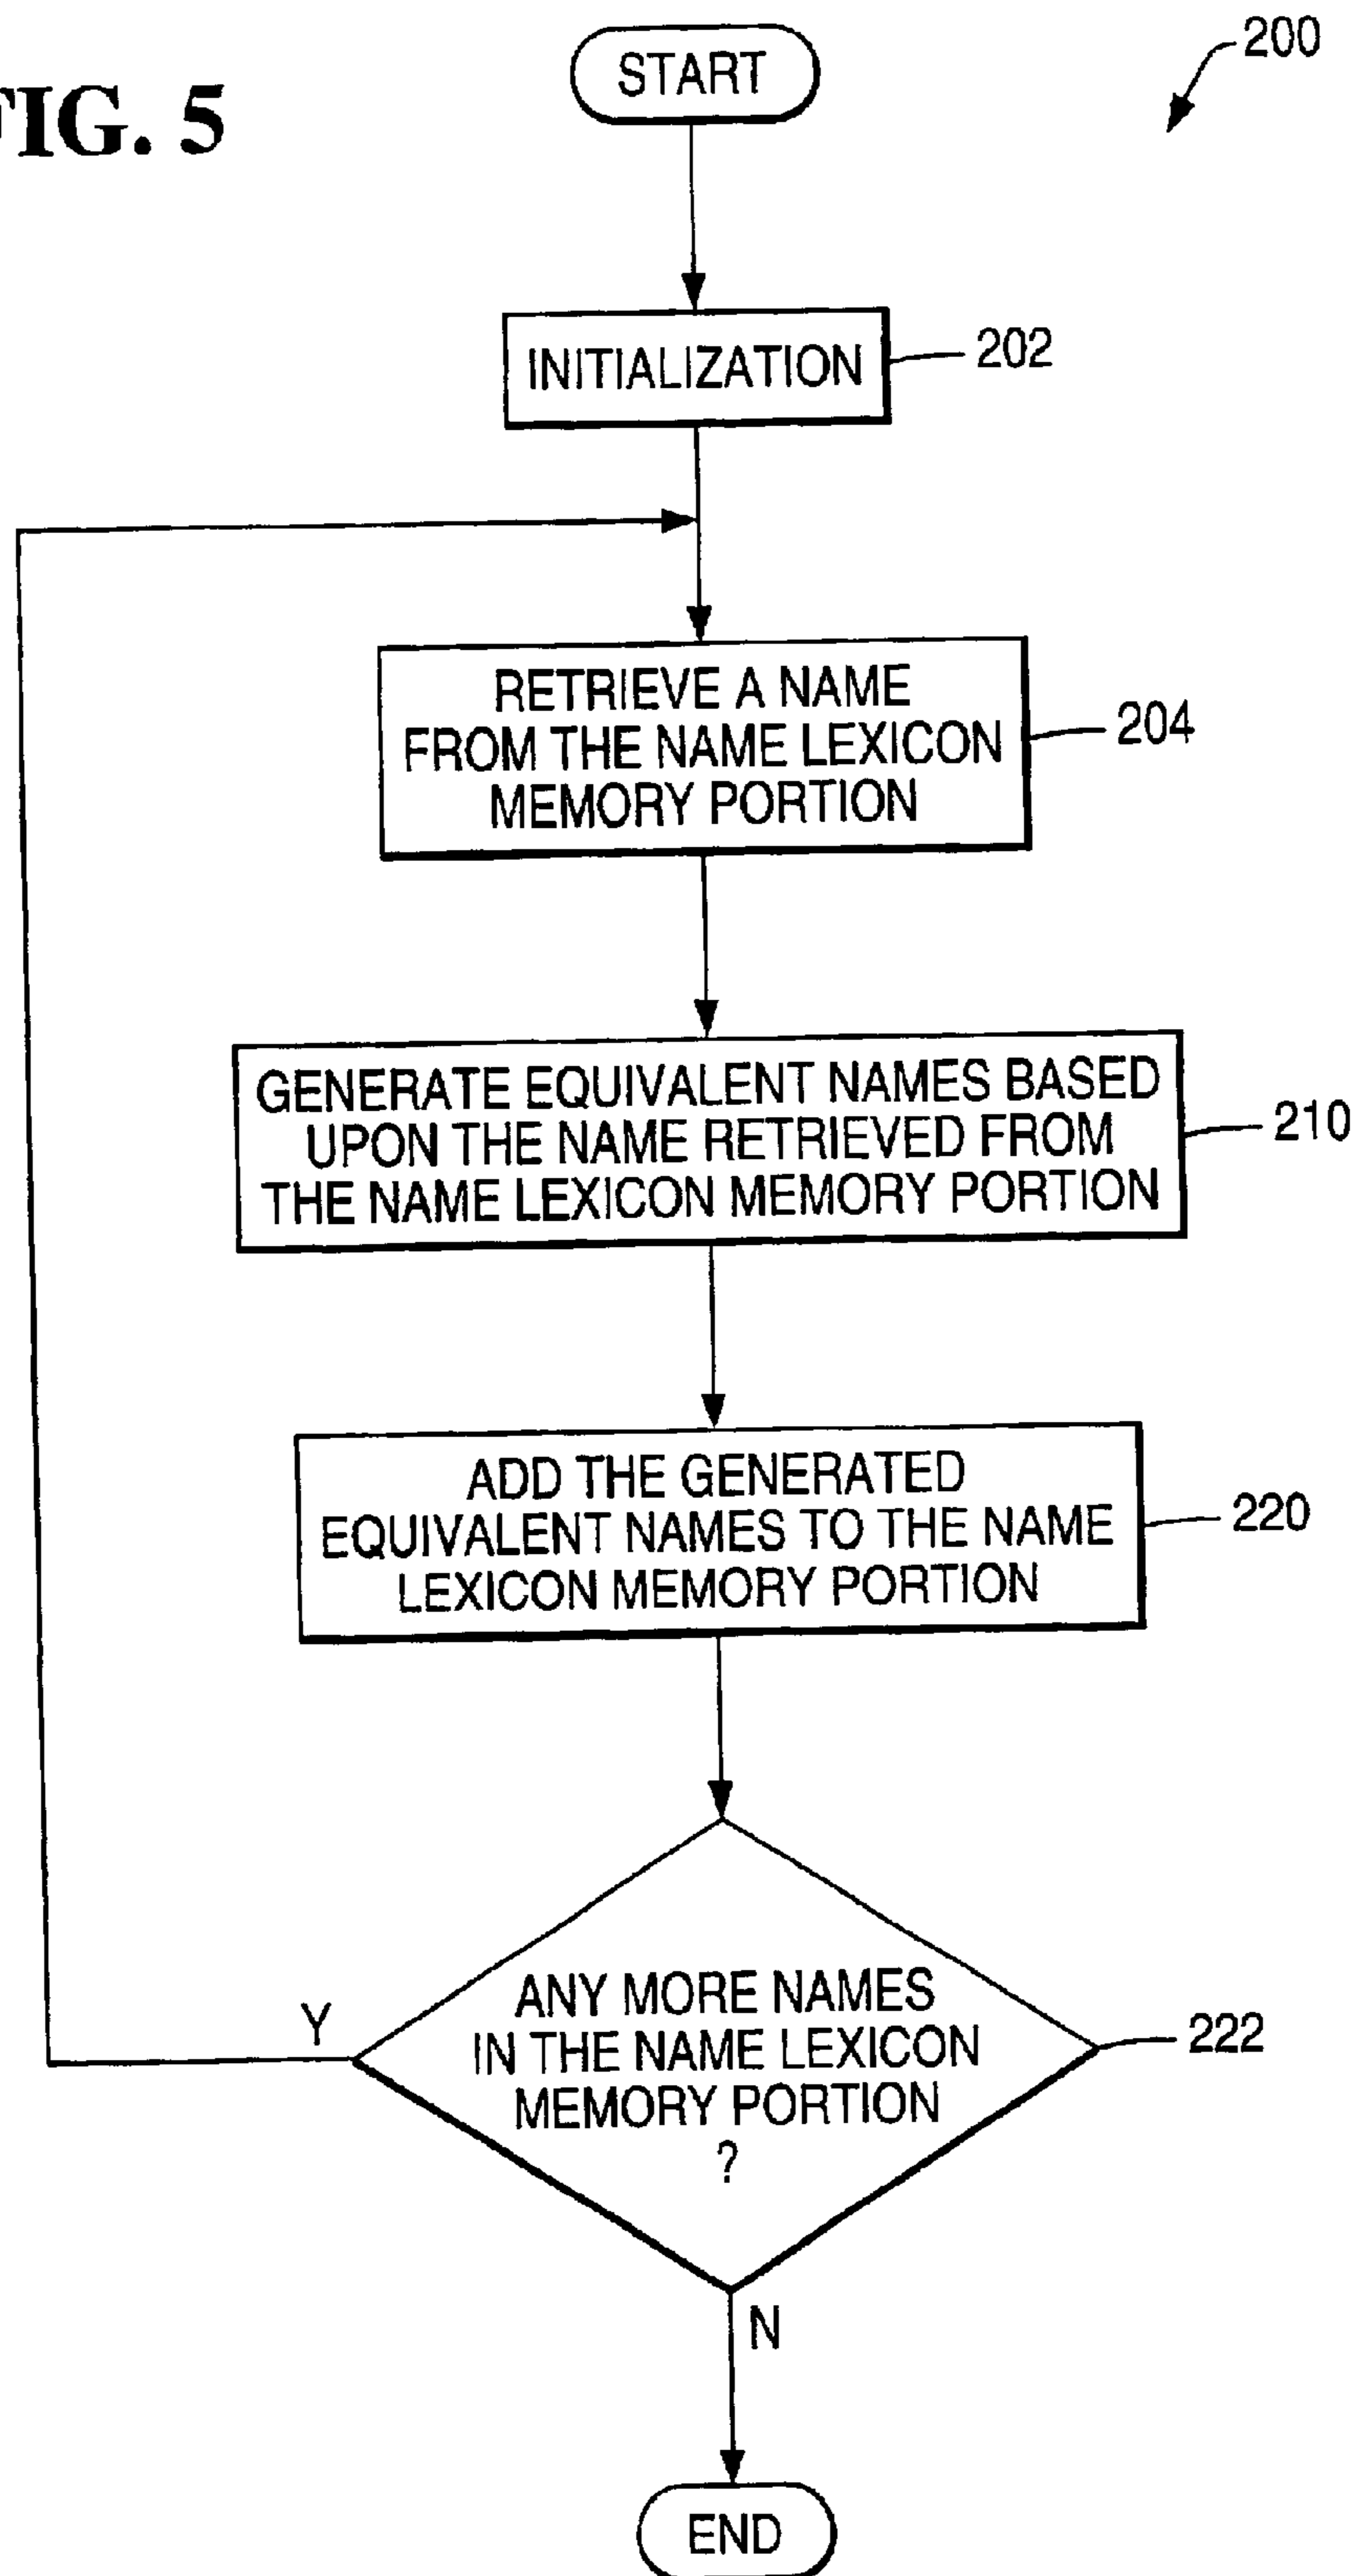 FIG. 5
200
START
INITIALIZATION
202
RETRIEVE A NAME
FROM THE NAME LEXICON
MEMORY PORTION
204
GENERATE EQUIVALENT NAMES BASED
UPON THE NAME RETRIEVED FROM
THE NAME LEXICON MEMORY PORTION
210
ADD THE GENERATED
EQUIVALENT NAMES TO THE NAME
LEXICON MEMORY PORTION
220
ANY MORE NAMES
IN THE NAME LEXICON
MEMORY PORTION
?
222
Y
N
END